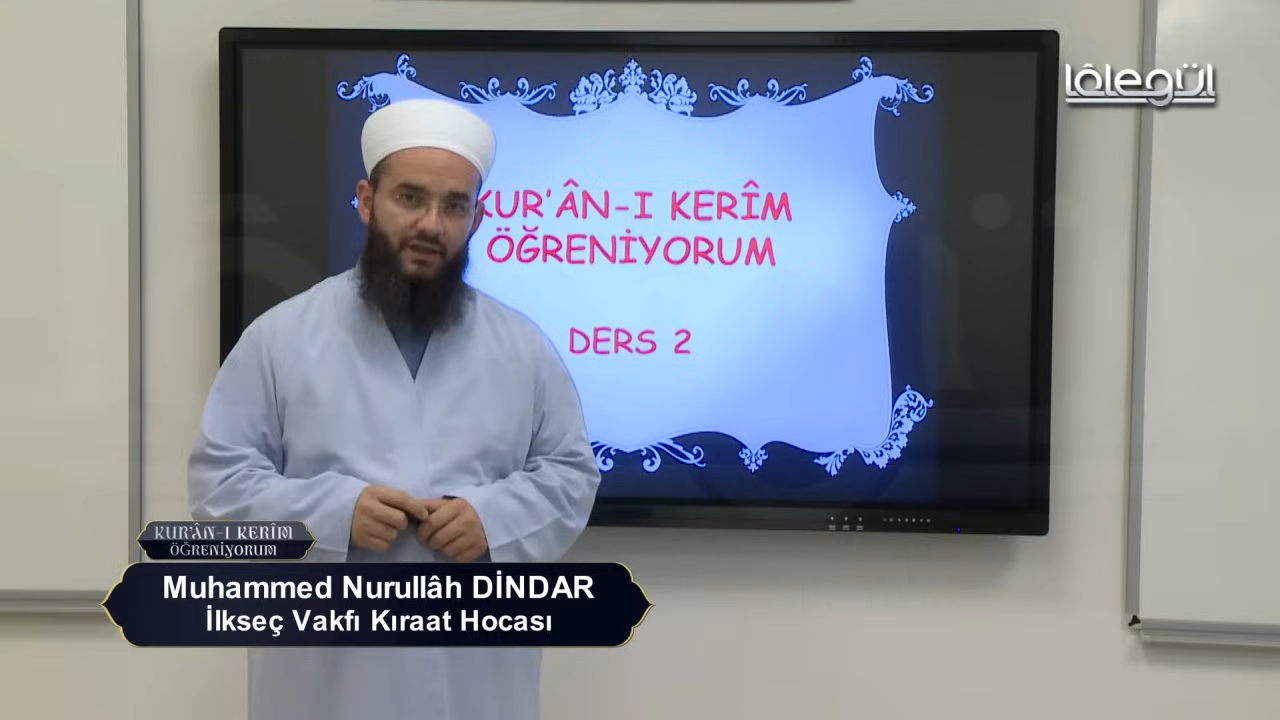 lâlegül
KUR'ÂN-I KERÎM
ÖĞRENİYORUM
DERS 2
KUR'ÂN-I KERÎM
ÖĞRENİYORUM
Muhammed Nurullâh DİNDAR
İlkseç Vakfı Kıraat Hocası